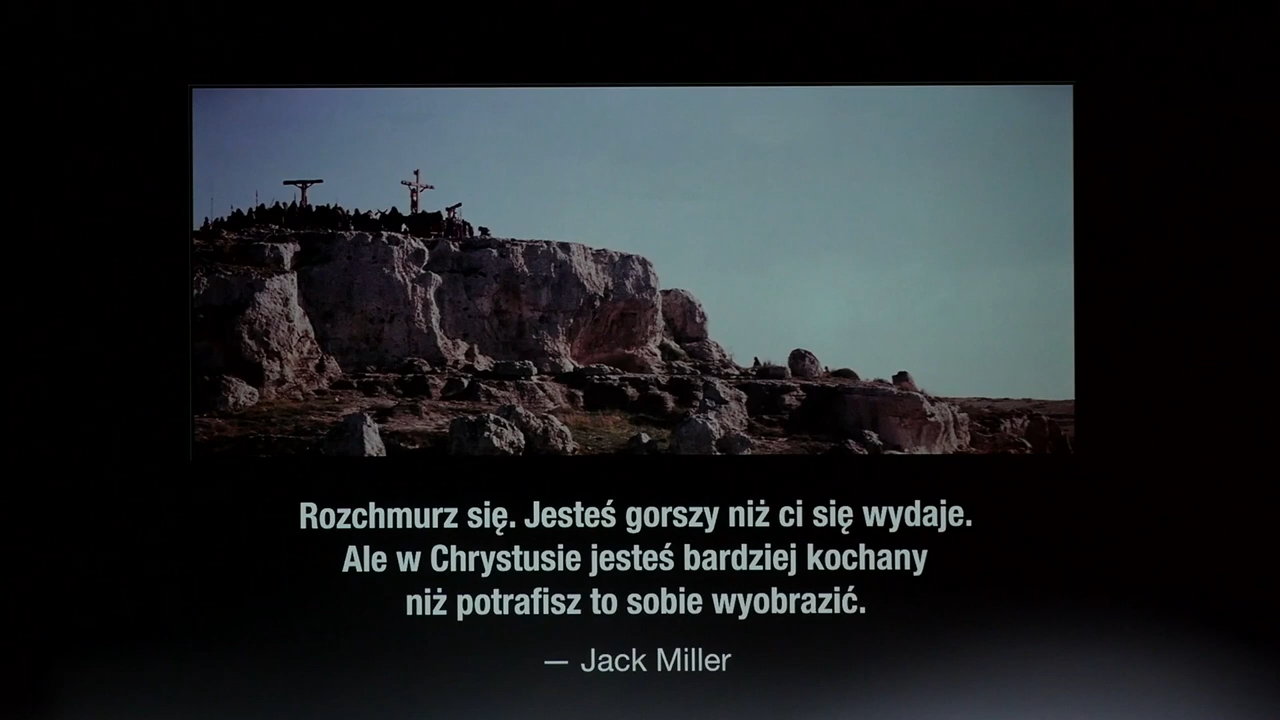 Rozchmurz się. Jesteś gorszy niż ci się wydaje.
Ale w Chrystusie jesteś bardziej kochany
niż potrafisz to sobie wyobrazić.
— Jack Miller